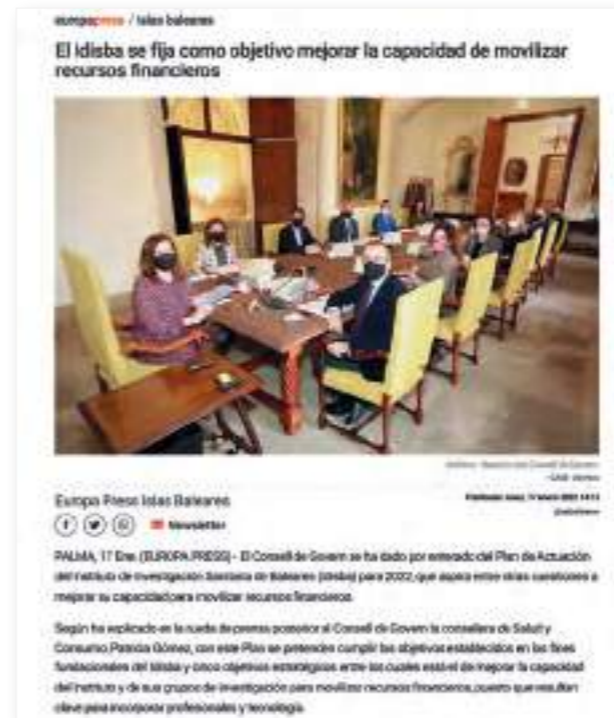 europapress / Islas Baleares
El Idisba se fija como objetivo mejorar la capacidad de movilizar
recursos financieros
Europa Press Islas Baleares
Newsletter
PALMA, 17 Ene. (EUROPA PRESS) - El Consell de Govern se ha dado por enterado del Plan de Actuación
del Instituto de Investigación Sanitaria de Baleares (Idisba) para 2022, que aspira entre otras cuestiones a
mejorar su capacidad para movilizar recursos financieros.
Según ha explicado en la rueda de prensa posterior al Consell de Govern la consellera de Salud y
Consumo, Patricia Gómez, con este Plan se pretenden cumplir los objetivos establecidos en los fines
fundacionales del Idisba y cinco objetivos estratégicos entre los cuales está el de mejorar la capacidad
del Instituto y de sus grupos de investigación para movilizar recursos financieros, puesto que resultan
clave para incorporar profesionales y tecnología.